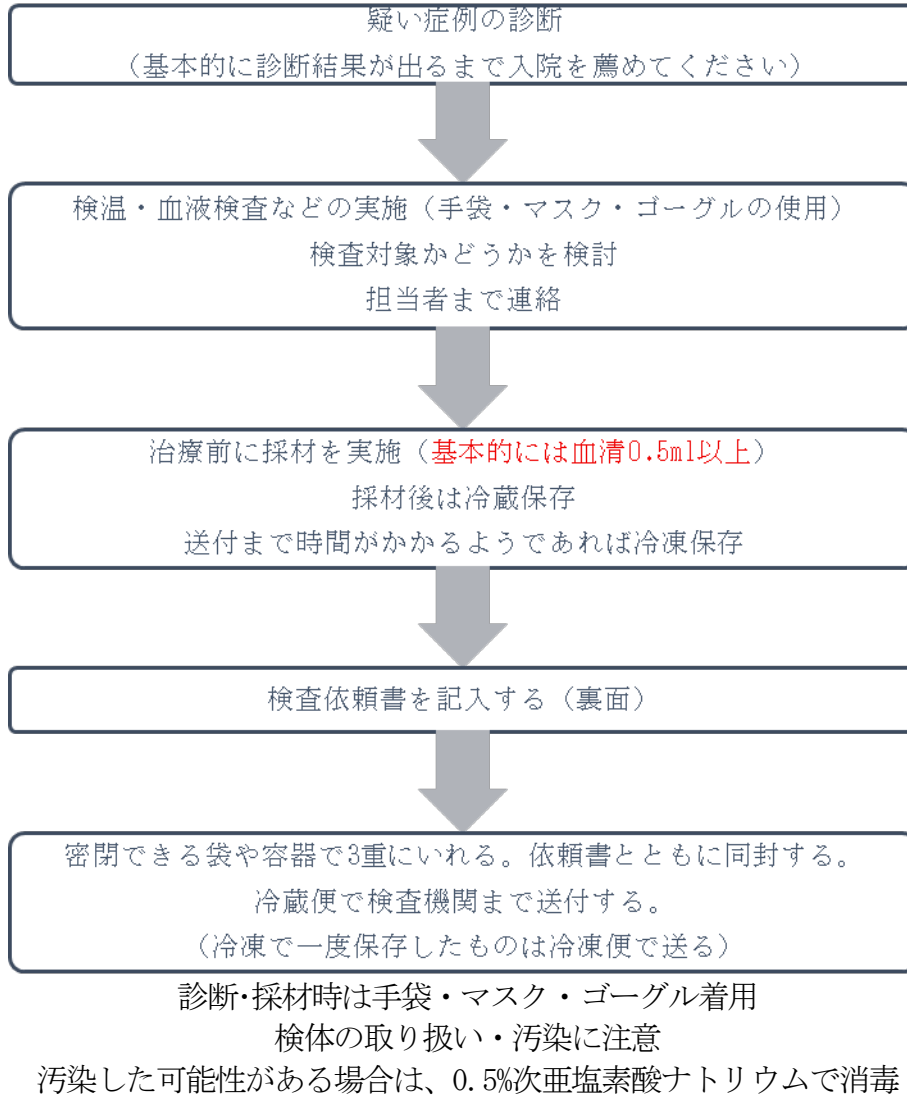 疑い症例の診断
（基本的に診断結果が出るまで入院を薦めてください）
検温・血液検査などの実施（手袋・マスク・ゴーグルの使用）
検査対象かどうかを検討
担当者まで連絡
治療前に採材を実施（基本的には血清0.5ml以上）
採材後は冷蔵保存
送付まで時間がかかるようであれば冷凍保存
検査依頼書を記入する（裏面）
密閉できる袋や容器で3重にいれる。依頼書とともに同封する。
冷蔵便で検査機関まで送付する。
（冷凍で一度保存したものは冷凍便で送る）
診断･採材時は手袋・マスク・ゴーグル着用
検体の取り扱い・汚染に注意
汚染した可能性がある場合は、0.5%次亜塩素酸ナトリウムで消毒